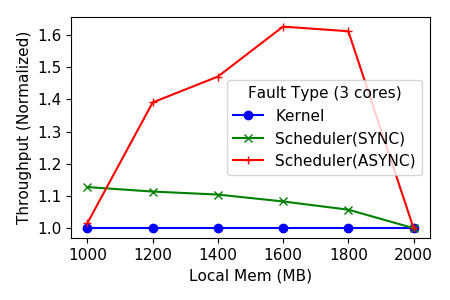 Throughput (Normalized)
1.6
1.5
1.4
1.3
1.2
1.1
1.0
Fault Type (3 cores)
Kernel
Scheduler(SYNC)
Scheduler(ASYNC)
1000 1200 1400 1600 1800 2000
Local Mem (MB)